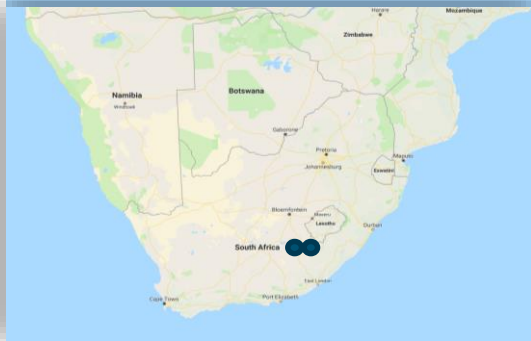 Harare
Mozambique
Zimbabwe
Namibia
Windhoek
Botswana
Gaborone
Pretoria
Johannesburg
Maputo
Eswatini
Bloemfontein
Maseru
Lesotho
Durban
South Africa
East London
Port Elizabeth
Cape Town